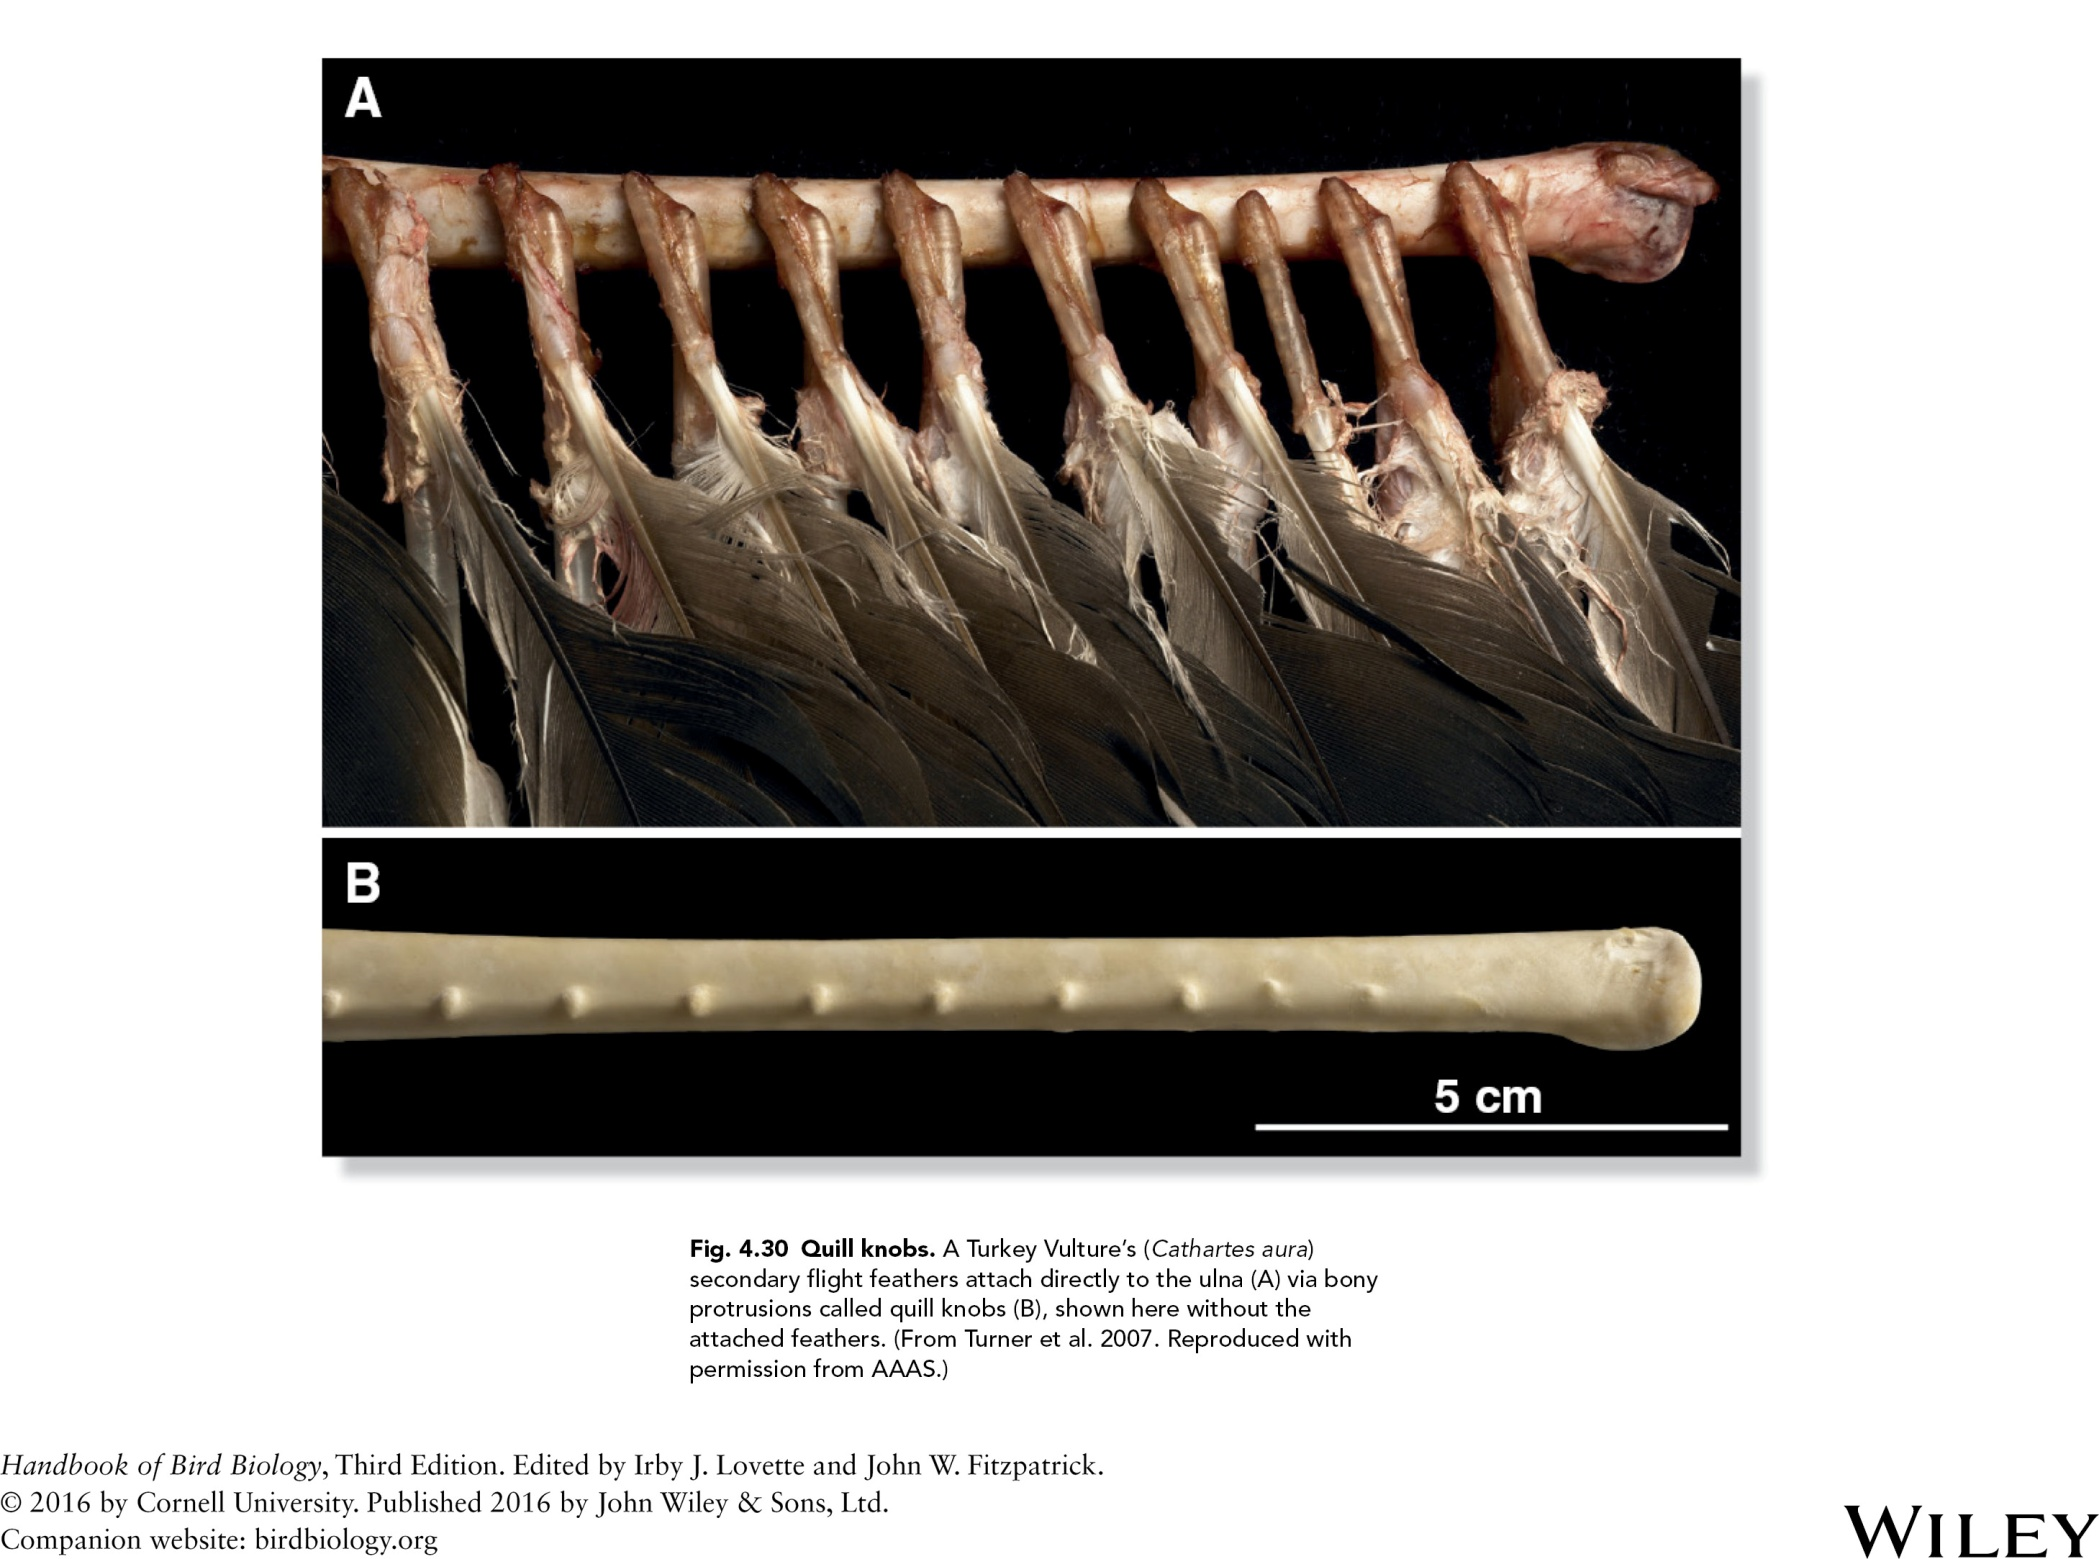 A
B
5 cm
Fig. 4.30 Quill knobs. A Turkey Vulture’s (Cathartes aura)
secondary flight feathers attach directly to the ulna (A) via bony
protrusions called quill knobs (B), shown here without the
attached feathers. (From Turner et al. 2007. Reproduced with
permission from AAAS.)
Handbook of Bird Biology, Third Edition. Edited by Irby J. Lovette and John W. Fitzpatrick.
© 2016 by Cornell University. Published 2016 by John Wiley & Sons, Ltd.
Companion website: birdbiology.org
WILEY